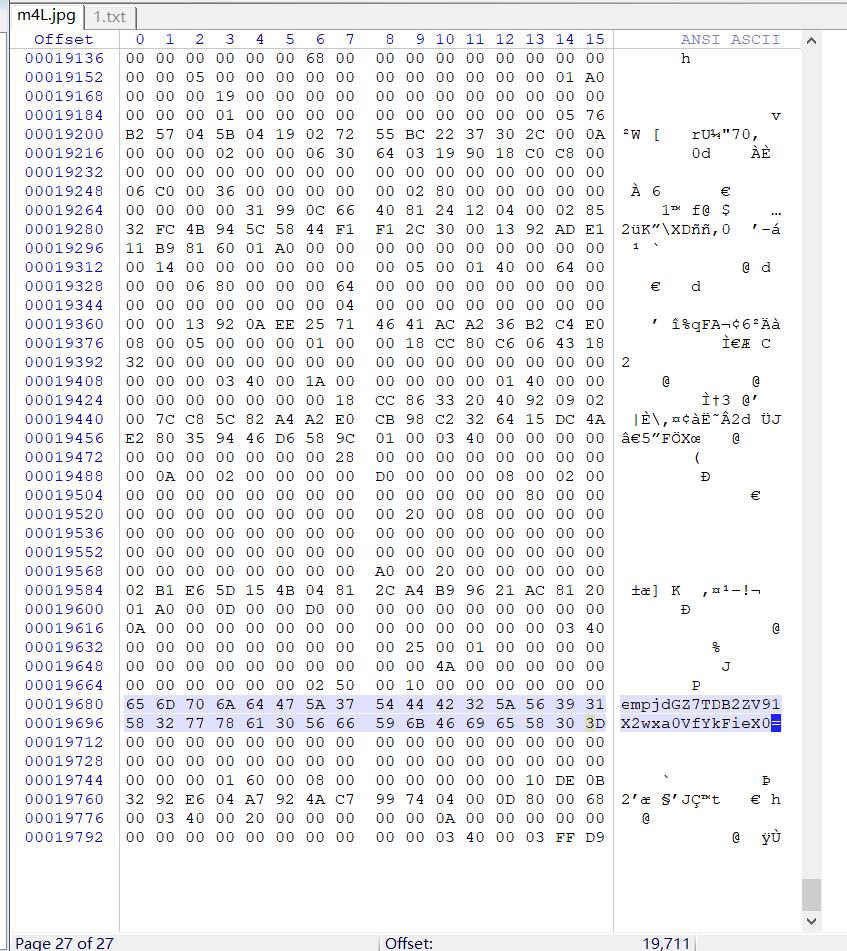 m4L.jpg 1.txt
Offset 0 1 2 3 4 5 6 7 8 9 10 11 12 13 14 15 ANSI ASCII
00019136 00 00 00 00 00 00 68 00 00 00 00 00 00 00 00 00 h
00019152 00 00 05 00 00 00 00 00 00 00 00 00 00 00 01 A0
00019168 00 00 00 19 00 00 00 00 00 00 00 00 00 00 00 00
00019184 00 00 00 01 00 00 00 00 00 00 00 00 00 00 05 76 v
00019200 B2 57 04 5B 04 19 02 72 55 BC 22 37 30 2C 00 0A ²W [ rU¼"70,
00019216 00 00 00 02 00 00 06 30 64 03 19 90 18 C0 C8 00 0d ÀÈ
00019232 00 00 00 00 00 00 00 00 00 00 00 00 00 00 00 00
00019248 06 C0 00 36 00 00 00 00 00 02 80 00 00 00 00 00 À 6 €
00019264 00 00 00 00 31 99 0C 66 40 81 24 12 04 00 02 85 1™ f@ $ …
00019280 32 FC 4B 94 5C 58 44 F1 F1 2C 30 00 13 92 AD E1 2üK”\XDññ,0 ’-á
00019296 11 B9 81 60 01 A0 00 00 00 00 00 00 00 00 00 00 ¹ `
00019312 00 14 00 00 00 00 00 00 00 05 00 01 40 00 64 00 @ d
00019328 00 00 06 80 00 00 00 64 00 00 00 00 00 00 00 00 € d
00019344 00 00 00 00 00 00 00 04 00 00 00 00 00 00 00 00
00019360 00 00 13 92 0A EE 25 71 46 41 AC A2 36 B2 C4 E0 ’ î%qFA¬¢6²Äà
00019376 08 00 05 00 00 00 01 00 00 18 CC 80 C6 06 43 18 Ì€Æ C
00019392 32 00 00 00 00 00 00 00 00 00 00 00 00 00 00 00 2
00019408 00 00 00 03 40 00 1A 00 00 00 00 00 01 40 00 00 @ @
00019424 00 00 00 00 00 00 00 18 CC 86 33 20 40 92 09 02 Ì†3 @’
00019440 00 7C C8 5C 82 A4 A2 E0 CB 98 C2 32 64 15 DC 4A |È\‚¤¢àË˜Â2d ÜJ
00019456 E2 80 35 94 46 D6 58 9C 01 00 03 40 00 00 00 00 â€5”FÖXœ @
00019472 00 00 00 00 00 00 00 28 00 00 00 00 00 00 00 00 (
00019488 00 0A 00 02 00 00 00 00 D0 00 00 00 08 00 02 00 Ð
00019504 00 00 00 00 00 00 00 00 00 00 00 00 00 80 00 00 €
00019520 00 00 00 00 00 00 00 00 00 20 00 08 00 00 00 00
00019536 00 00 00 00 00 00 00 00 00 00 00 00 00 00 00 00
00019552 00 00 00 00 00 00 00 00 00 00 00 00 00 00 00 00
00019568 00 00 00 00 00 00 00 00 A0 00 20 00 00 00 00 00
00019584 02 B1 E6 5D 15 4B 04 81 2C A4 B9 96 21 AC 81 20 ±æ] K ,¤¹–!¬
00019600 01 A0 00 0D 00 00 D0 00 00 00 00 00 00 00 00 00 Ð
00019616 0A 00 00 00 00 00 00 00 00 00 00 00 00 00 03 40 @
00019632 00 00 00 00 00 00 00 00 00 25 00 01 00 00 00 00 %
00019648 00 00 00 00 00 00 00 00 00 00 4A 00 00 00 00 00 J
00019664 00 00 00 00 00 00 02 50 00 10 00 00 00 00 00 00 P
00019680 65 6D 70 6A 64 47 5A 37 54 44 42 32 5A 56 39 31 empjdGZ7TDB2ZV91
00019696 58 32 77 78 61 30 56 66 59 6B 46 69 65 58 30 3D X2wxa0VfYkFieX0=
00019712 00 00 00 00 00 00 00 00 00 00 00 00 00 00 00 00
00019728 00 00 00 00 00 00 00 00 00 00 00 00 00 00 00 00
00019744 00 00 00 01 60 00 08 00 00 00 00 00 00 10 DE 0B ` Þ
00019760 32 92 E6 04 A7 92 4A C7 99 74 04 00 0D 80 00 68 2’æ §’JÇ™t € h
00019776 00 03 40 00 20 00 00 00 00 00 0A 00 00 00 00 00 @
00019792 00 00 00 00 00 00 00 00 00 00 03 40 00 03 FF D9 @ ÿÙ
Page 27 of 27 Offset: 19,711